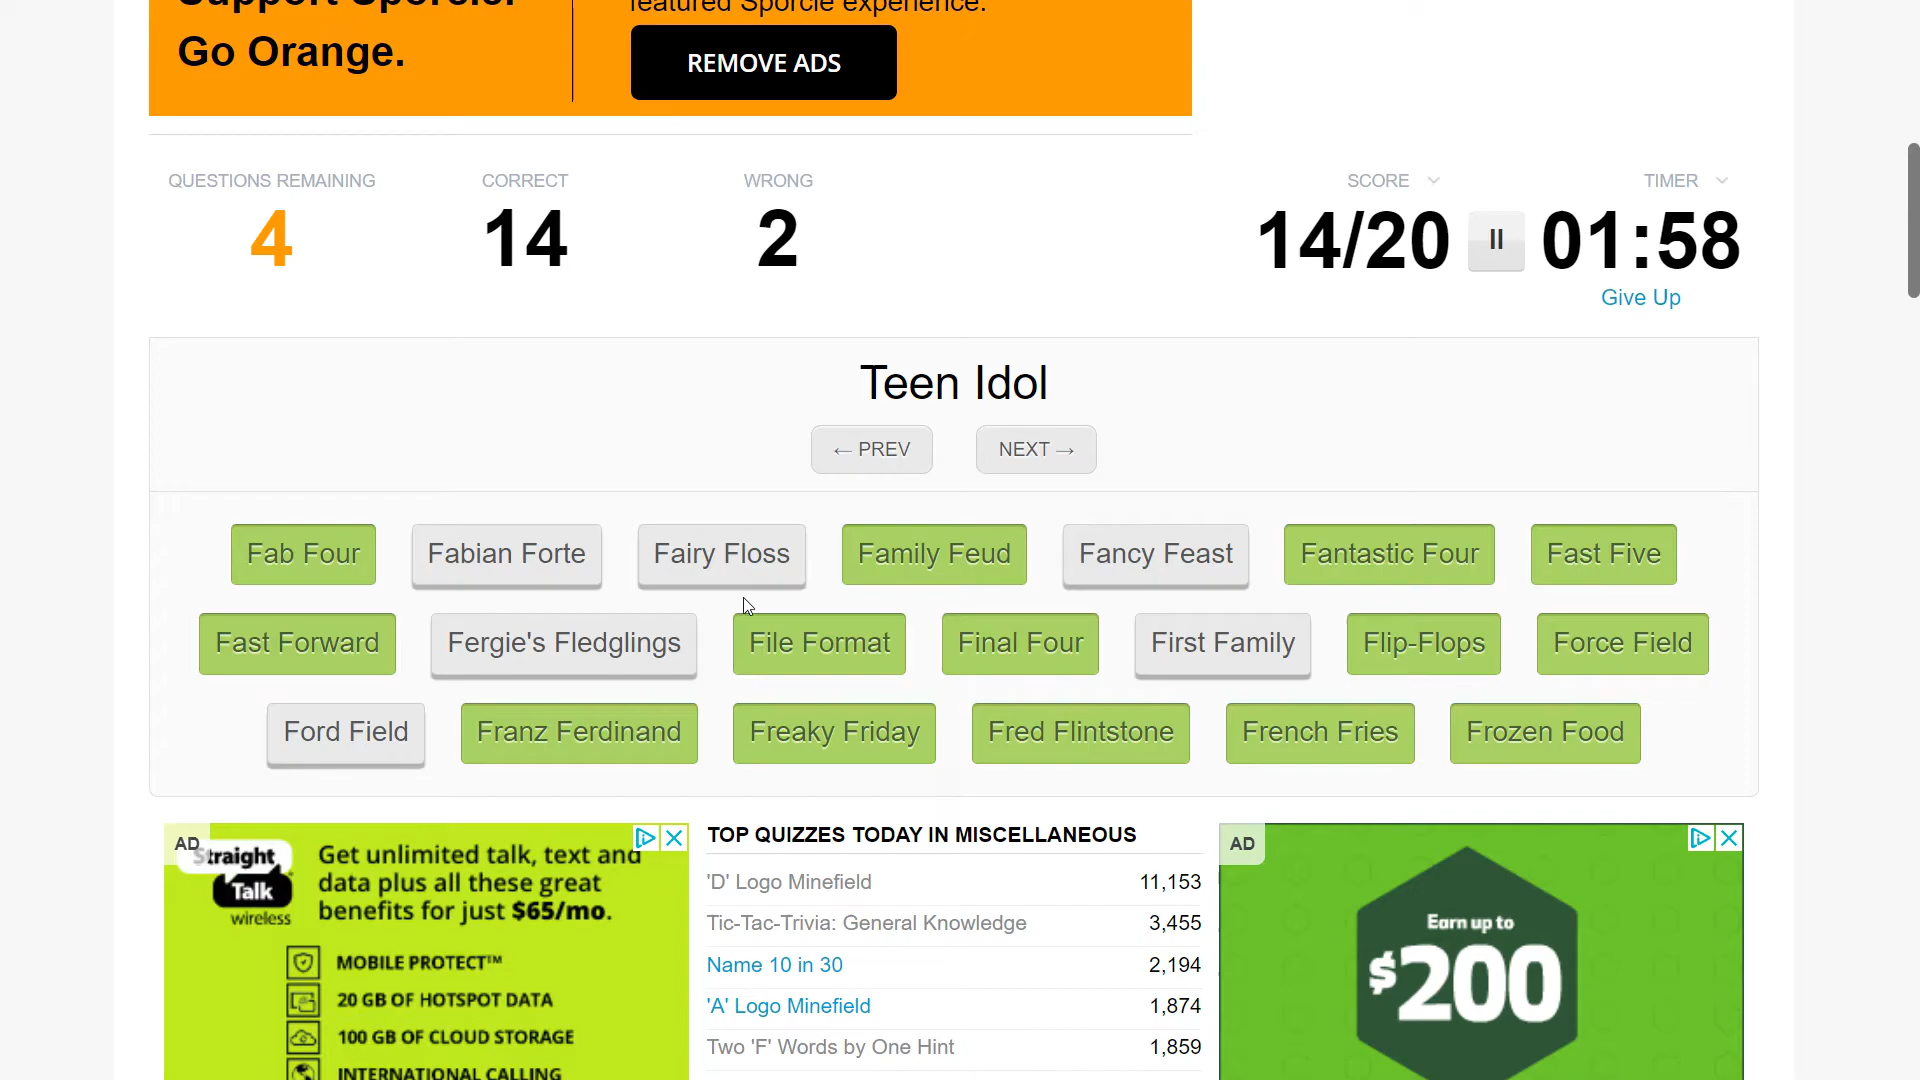 Go Orange.
featured Sporcle experience.
REMOVE ADS
QUESTIONS REMAINING
CORRECT
WRONG
SCORE
TIMER
4
14
2
14/20
01:58
Give Up
Teen Idol
← PREV
NEXT →
Fab Four
Fabian Forte
Fairy Floss
Family Feud
Fancy Feast
Fantastic Four
Fast Five
Fast Forward
Fergie's Fledglings
File Format
Final Four
First Family
Flip-Flops
Force Field
Ford Field
Franz Ferdinand
Freaky Friday
Fred Flintstone
French Fries
Frozen Food
AD
Straight
Talk
wireless
Get unlimited talk, text and
data plus all these great
benefits for just $65/mo.
MOBILE PROTECT™
20 GB OF HOTSPOT DATA
100 GB OF CLOUD STORAGE
INTERNATIONAL CALLING
TOP QUIZZES TODAY IN MISCELLANEOUS
'D' Logo Minefield 11,153
Tic-Tac-Trivia: General Knowledge 3,455
Name 10 in 30 2,194
'A' Logo Minefield 1,874
Two 'F' Words by One Hint 1,859
AD
Earn up to
$200